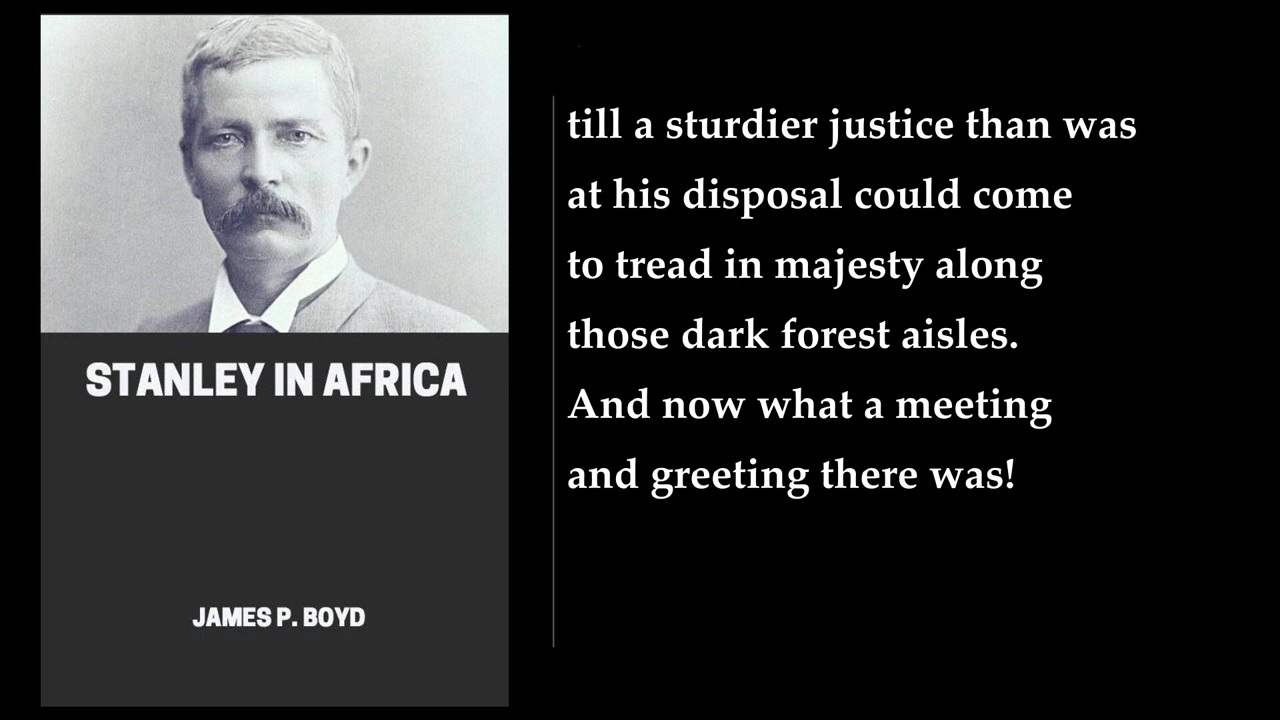 STANLEY IN AFRICA
JAMES P. BOYD
till a sturdier justice than was
at his disposal could come
to tread in majesty along
those dark forest aisles.
And now what a meeting
and greeting there was!